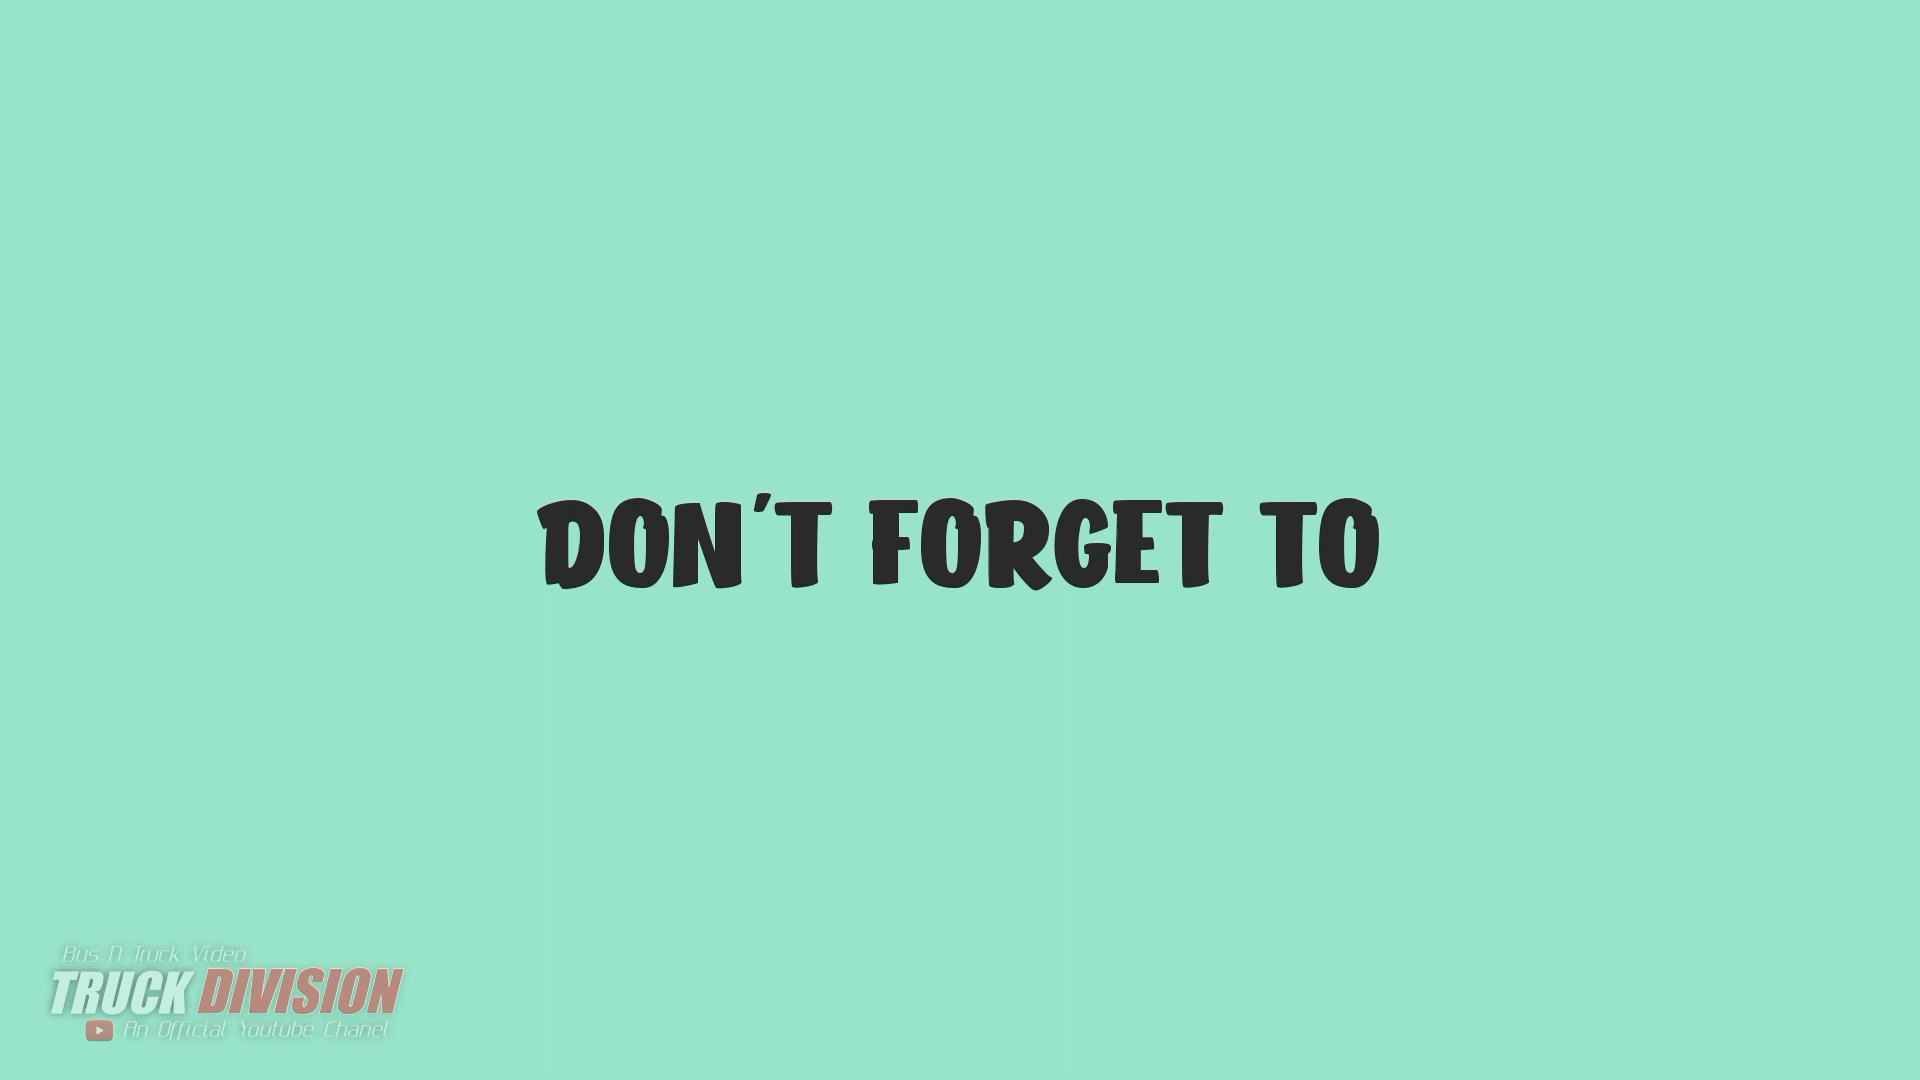 DON'T FORGET TO
Bus N Truck Video
TRUCK DIVISION
An Official Youtube Chanel